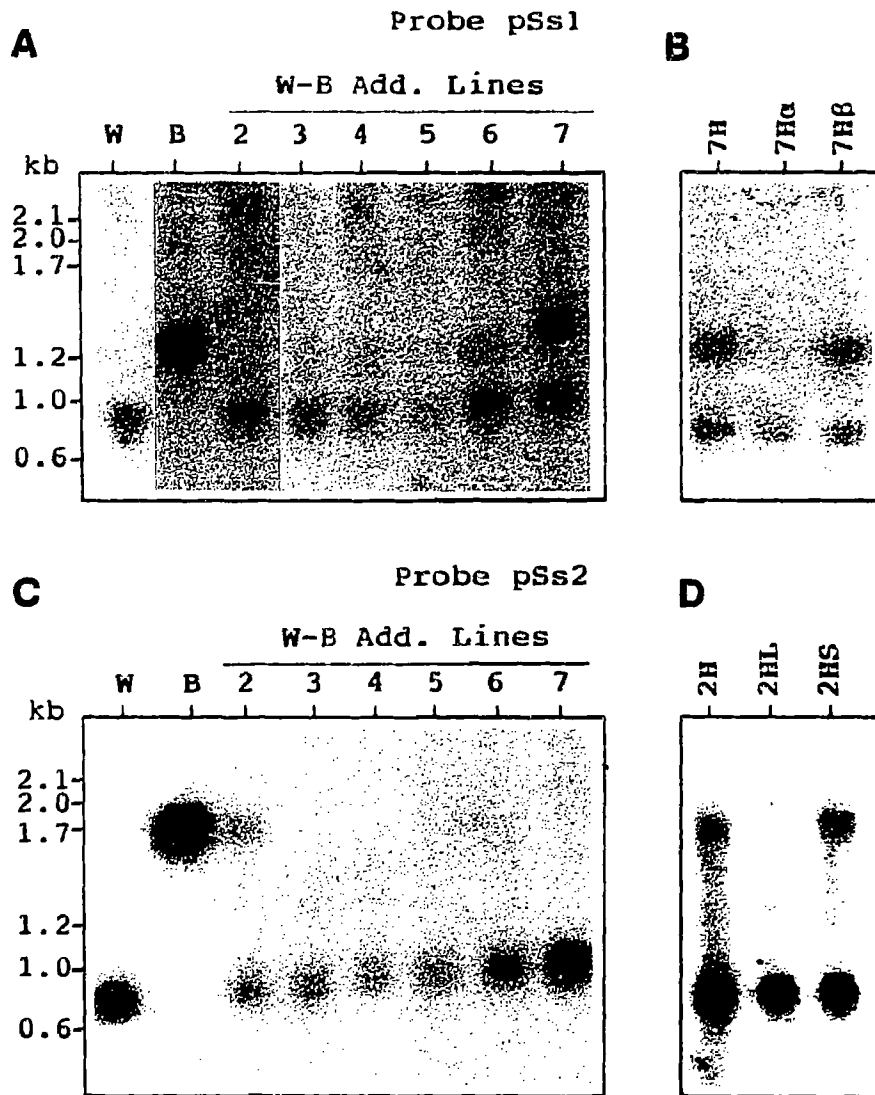 Probe pSs1
A
W-B Add. Lines
W B 2 3 4 5 6 7
kb
2.1
2.0
1.7
1.2
1.0
0.6
B
7H 7Hα 7Hβ
Probe pSs2
C
W-B Add. Lines
W B 2 3 4 5 6 7
kb
2.1
2.0
1.7
1.2
1.0
0.6
D
2H 2HL 2HS